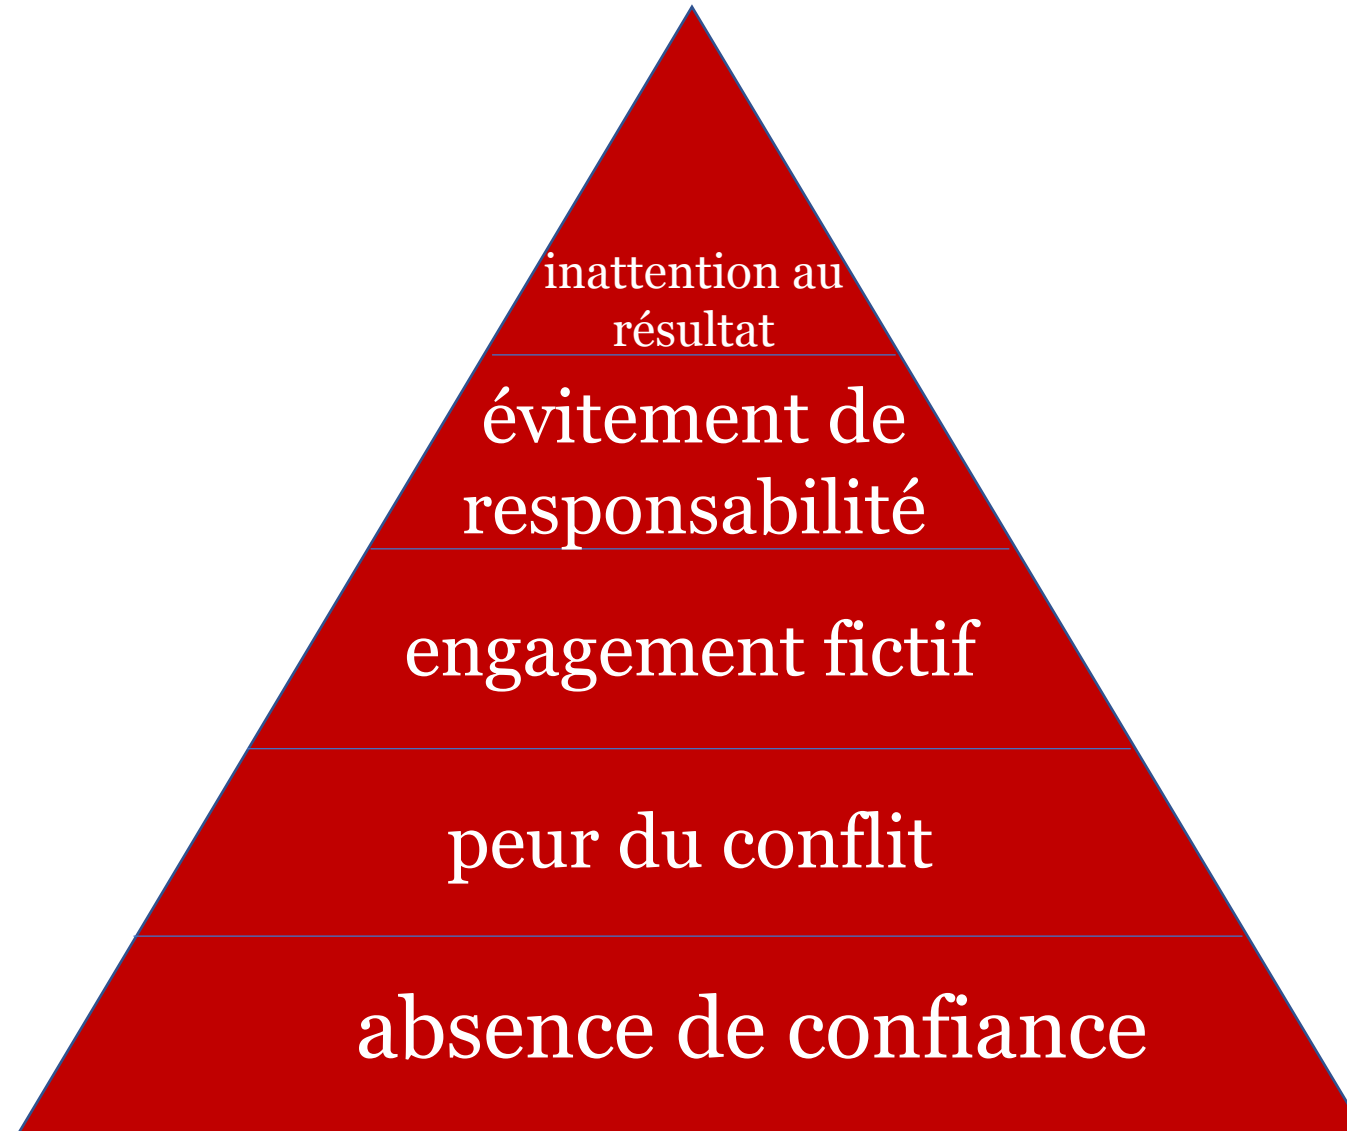 inattention au
résultat
évitement de
responsabilité
engagement fictif
peur du conflit
absence de confiance